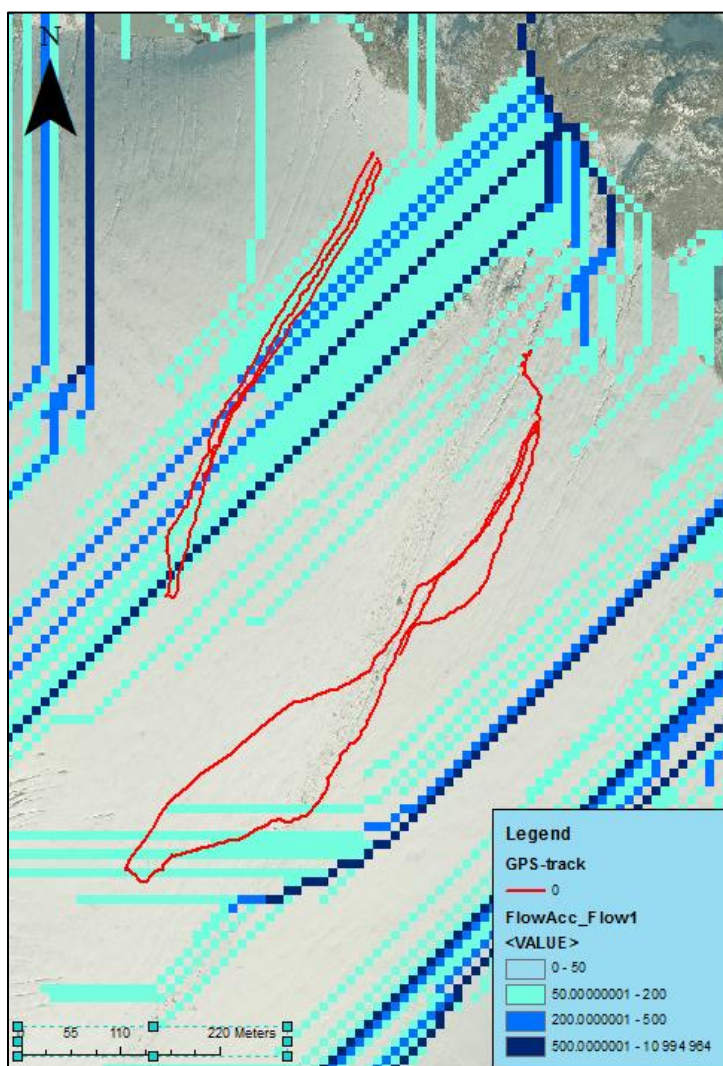 N
Legend
GPS-track
0
FlowAcc_Flow1
<VALUE>
0 - 50
50.00000001 - 200
200.0000001 - 500
500.0000001 - 10 994 964
0 55 110 220 Meters